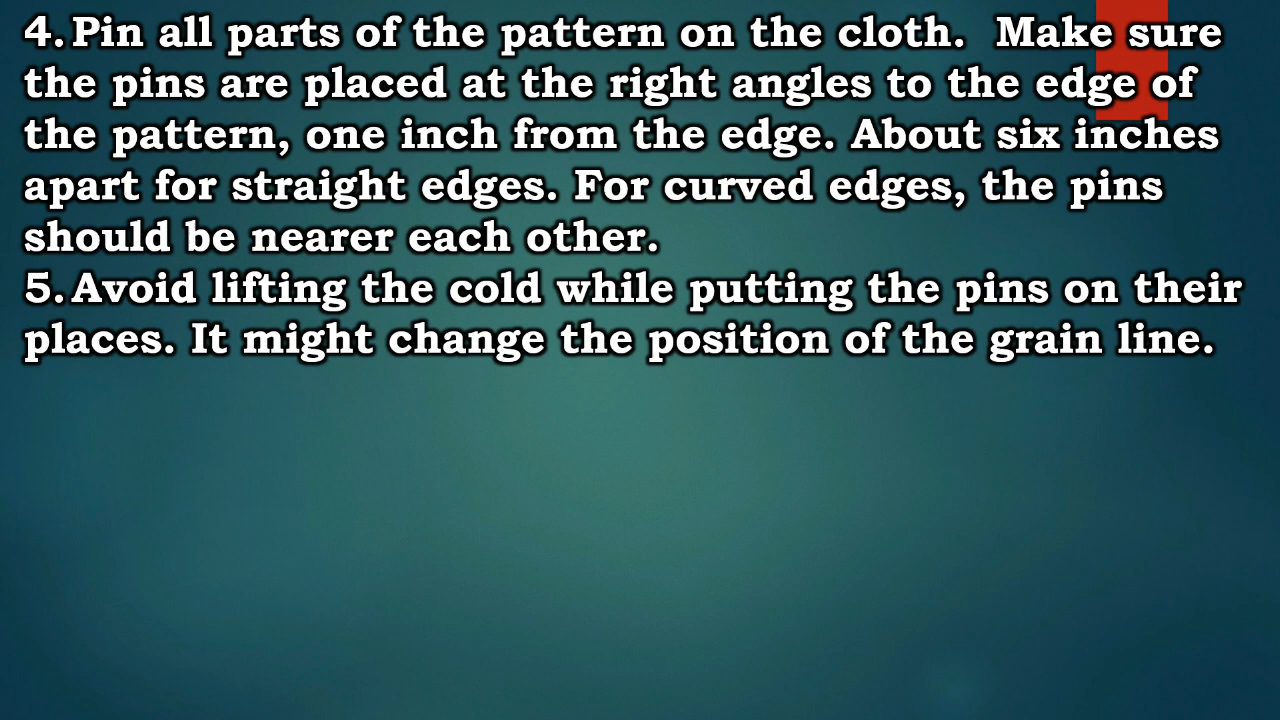 4. Pin all parts of the pattern on the cloth.  Make sure
the pins are placed at the right angles to the edge of
the pattern, one inch from the edge. About six inches
apart for straight edges. For curved edges, the pins
should be nearer each other.
5. Avoid lifting the cold while putting the pins on their
places. It might change the position of the grain line.